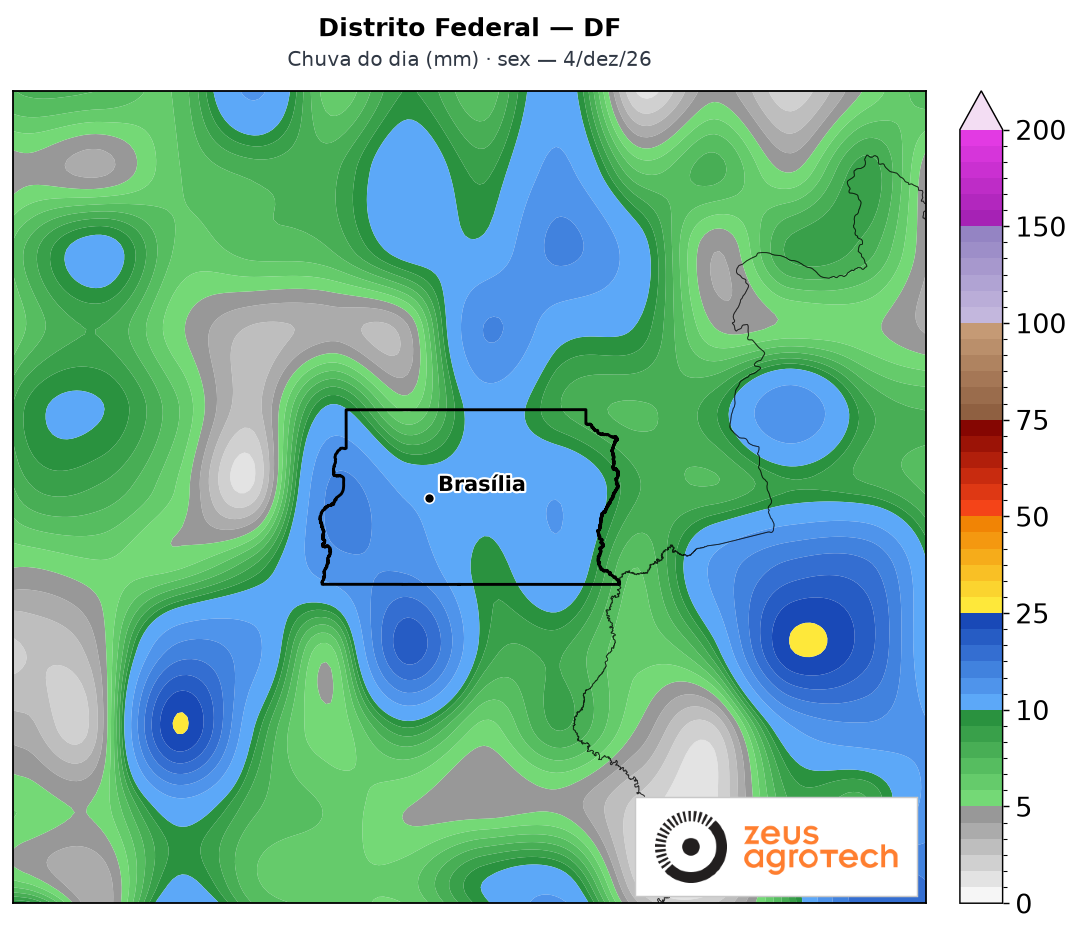 Distrito Federal — DF
Chuva do dia (mm) · sex — 4/dez/26
200
150
100
75
50
25
10
5
0
Brasília
zeus
agrotech